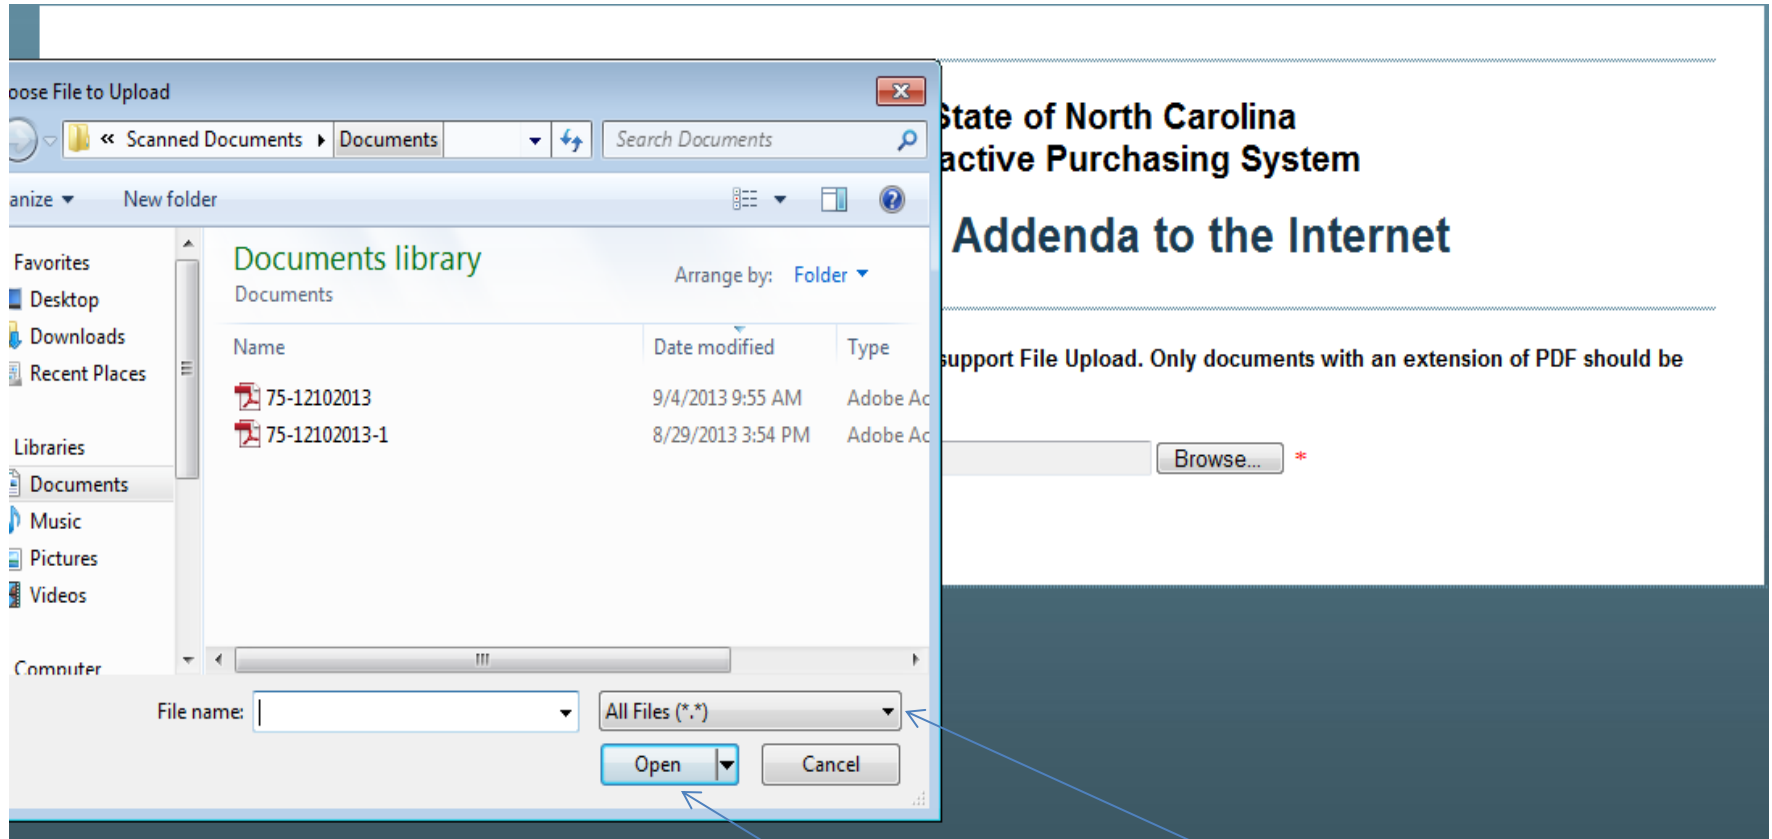 oose File to Upload
« Scanned Documents Documents
Search Documents
anize
New folder
Favorites
Desktop
Downloads
Recent Places
Libraries
Documents
Music
Pictures
Videos
Computer
Documents library
Documents
Arrange by: Folder
Name Date modified Type
75-12102013 9/4/2013 9:55 AM Adobe Ac
75-12102013-1 8/29/2013 3:54 PM Adobe Ac
File name:
All Files (*.*)
Open
Cancel
State of North Carolina
active Purchasing System
Addenda to the Internet
support File Upload. Only documents with an extension of PDF should be
Browse... *